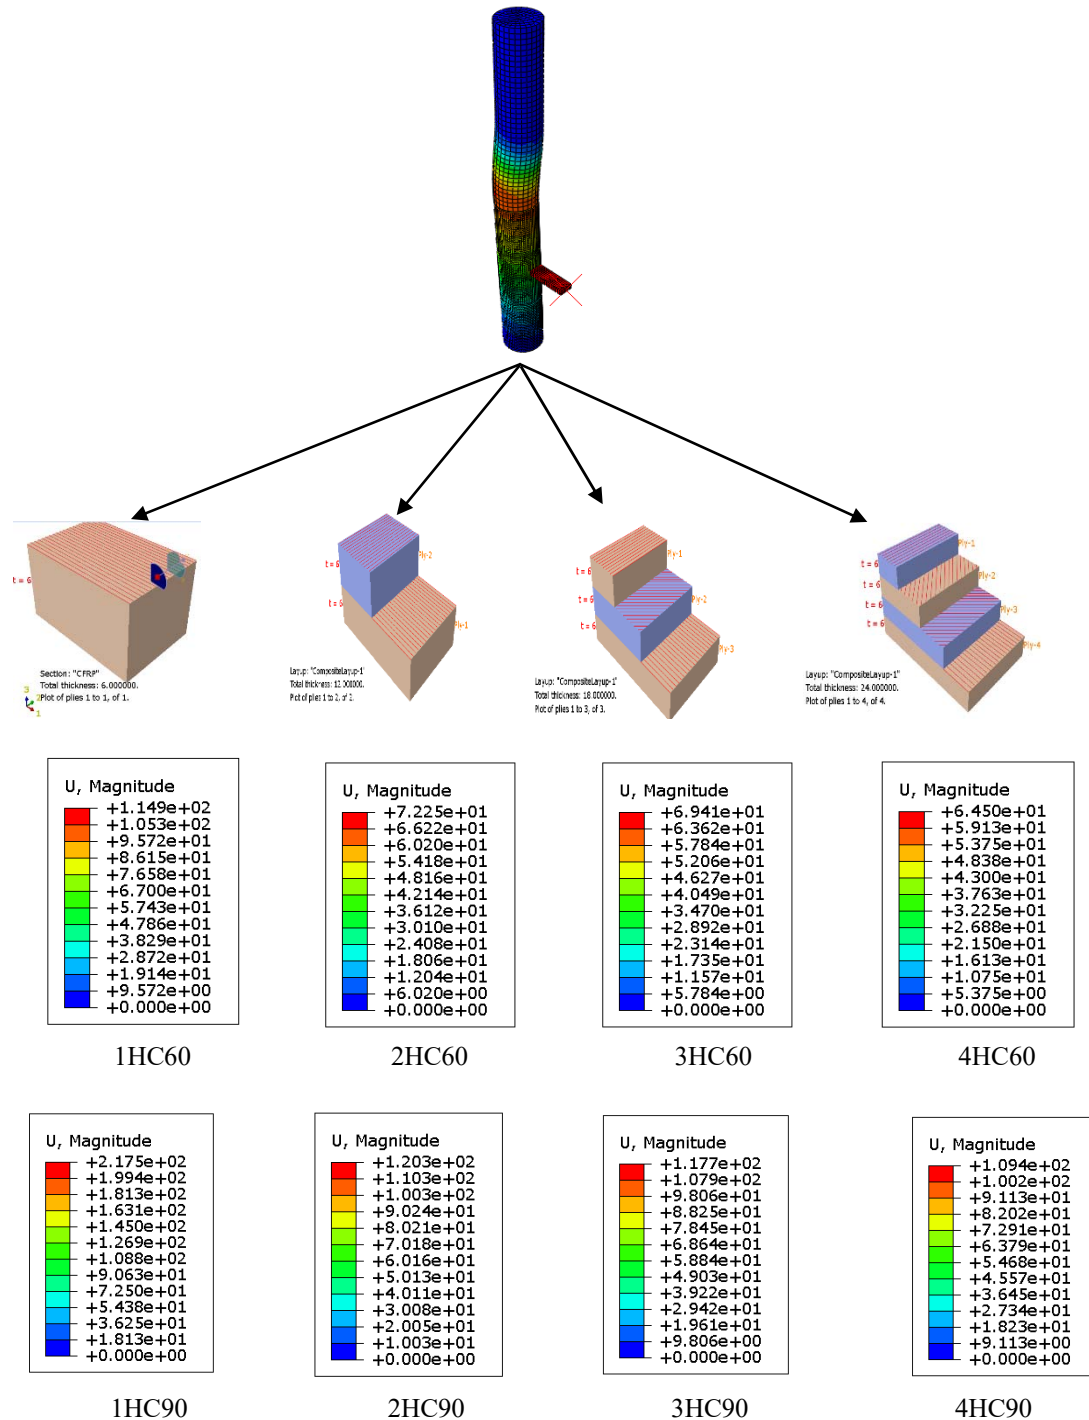 Ply-2
Ply-1
Ply-1
Ply-2
Ply-3
Ply-1
Ply-2
Ply-3
Ply-4
t = 6
t = 6
t = 6
t = 6
t = 6
t = 6
t = 6
t = 6
t = 6
t = 6
Section: "CFRP"
Total thickness: 6.000000.
Plot of plies 1 to 1, of 1.
3
2
1
Layup: "CompositeLayup-1"
Total thickness: 12.000000.
Plot of plies 1 to 2, of 2.
Layup: "CompositeLayup-1"
Total thickness: 18.000000.
Plot of plies 1 to 3, of 3.
Layup: "CompositeLayup-1"
Total thickness: 24.000000.
Plot of plies 1 to 4, of 4.
U, Magnitude
+1.149e+02
+1.053e+02
+9.572e+01
+8.615e+01
+7.658e+01
+6.700e+01
+5.743e+01
+4.786e+01
+3.829e+01
+2.872e+01
+1.914e+01
+9.572e+00
+0.000e+00
1HC60
U, Magnitude
+7.225e+01
+6.622e+01
+6.020e+01
+5.418e+01
+4.816e+01
+4.214e+01
+3.612e+01
+3.010e+01
+2.408e+01
+1.806e+01
+1.204e+01
+6.020e+00
+0.000e+00
2HC60
U, Magnitude
+6.941e+01
+6.362e+01
+5.784e+01
+5.206e+01
+4.627e+01
+4.049e+01
+3.470e+01
+2.892e+01
+2.314e+01
+1.735e+01
+1.157e+01
+5.784e+00
+0.000e+00
3HC60
U, Magnitude
+6.450e+01
+5.913e+01
+5.375e+01
+4.838e+01
+4.300e+01
+3.763e+01
+3.225e+01
+2.688e+01
+2.150e+01
+1.613e+01
+1.075e+01
+5.375e+00
+0.000e+00
4HC60
U, Magnitude
+2.175e+02
+1.994e+02
+1.813e+02
+1.631e+02
+1.450e+02
+1.269e+02
+1.088e+02
+9.063e+01
+7.250e+01
+5.438e+01
+3.625e+01
+1.813e+01
+0.000e+00
1HC90
U, Magnitude
+1.203e+02
+1.103e+02
+1.003e+02
+9.024e+01
+8.021e+01
+7.018e+01
+6.016e+01
+5.013e+01
+4.011e+01
+3.008e+01
+2.005e+01
+1.003e+01
+0.000e+00
2HC90
U, Magnitude
+1.177e+02
+1.079e+02
+9.806e+01
+8.825e+01
+7.845e+01
+6.864e+01
+5.884e+01
+4.903e+01
+3.922e+01
+2.942e+01
+1.961e+01
+9.806e+00
+0.000e+00
3HC90
U, Magnitude
+1.094e+02
+1.002e+02
+9.113e+01
+8.202e+01
+7.291e+01
+6.379e+01
+5.468e+01
+4.557e+01
+3.645e+01
+2.734e+01
+1.823e+01
+9.113e+00
+0.000e+00
4HC90